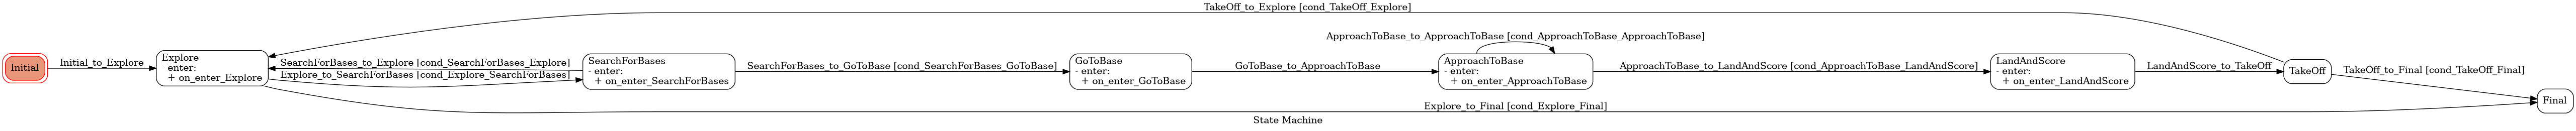 TakeOff_to_Explore [cond_TakeOff_Explore]
ApproachToBase_to_ApproachToBase [cond_ApproachToBase_ApproachToBase]
Initial
Initial_to_Explore
Explore
- enter:
+ on_enter_Explore
SearchForBases_to_Explore [cond_SearchForBases_Explore]
Explore_to_SearchForBases [cond_Explore_SearchForBases]
SearchForBases
- enter:
+ on_enter_SearchForBases
SearchForBases_to_GoToBase [cond_SearchForBases_GoToBase]
GoToBase
- enter:
+ on_enter_GoToBase
GoToBase_to_ApproachToBase
ApproachToBase
- enter:
+ on_enter_ApproachToBase
ApproachToBase_to_LandAndScore [cond_ApproachToBase_LandAndScore]
LandAndScore
- enter:
+ on_enter_LandAndScore
LandAndScore_to_TakeOff
TakeOff
TakeOff_to_Final [cond_TakeOff_Final]
Final
Explore_to_Final [cond_Explore_Final]
State Machine